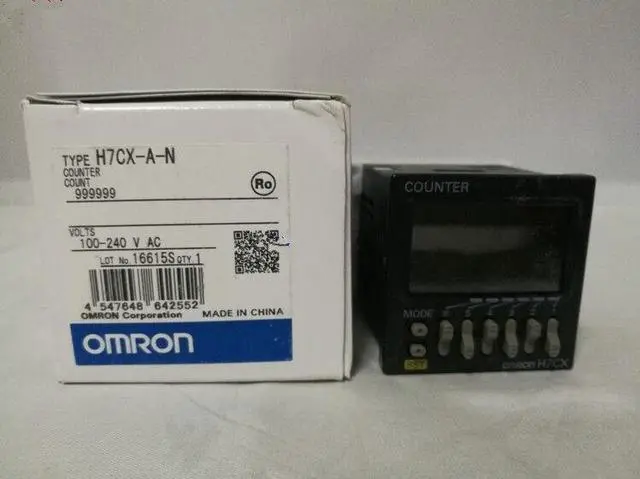 TYPE H7CX-A-N
COUNTER
COUNT
999999
Ro
VOLTS
100-240 V AC
LOT No. 16615S QTY. 1
4 547648 642552
OMRON Corporation MADE IN CHINA
OMRON
COUNTER
MODE
RST
omron H7CX